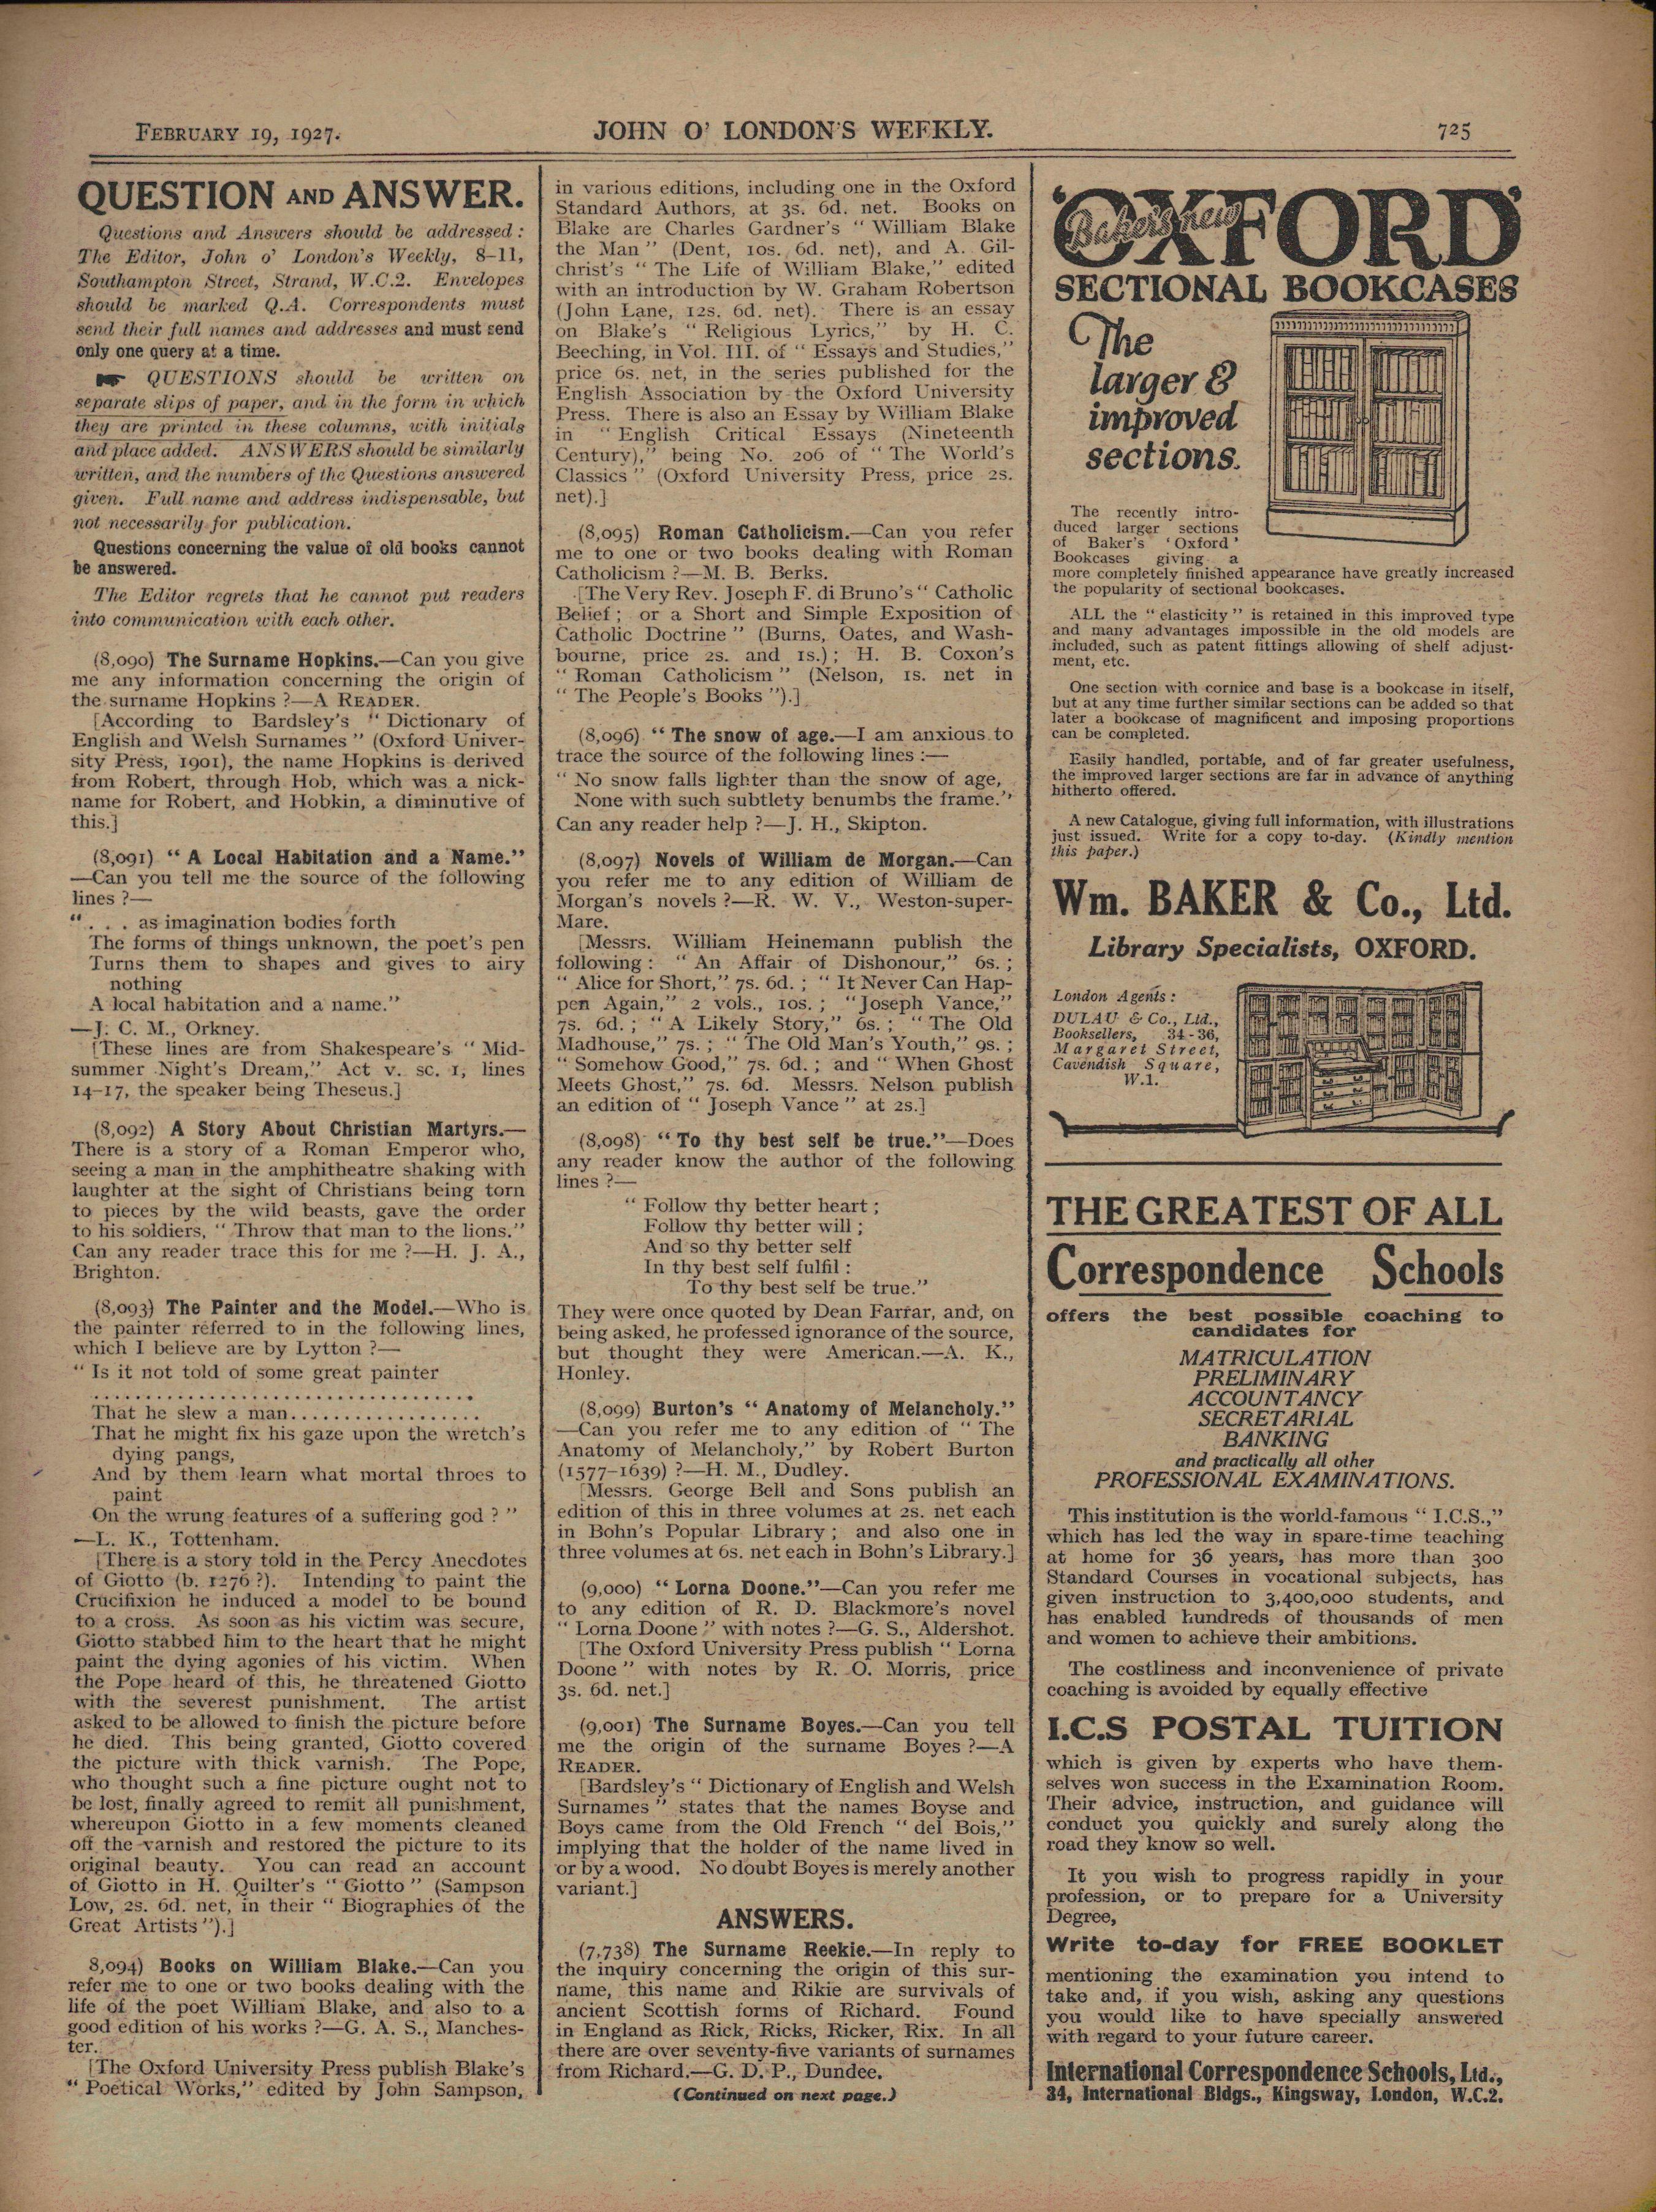 FEBRUARY 19, 1927.
JOHN O' LONDON'S WEEKLY.
725
QUESTION AND ANSWER.
Questions and Answers should be addressed :
The Editor, John o' London's Weekly, 8–11,
Southampton Street, Strand, W.C.2. Envelopes
should be marked Q.A. Correspondents must
send their full names and addresses and must send
only one query at a time.
☛ QUESTIONS should be written on
separate slips of paper, and in the form in which
they are printed in these columns, with initials
and place added. ANSWERS should be similarly
written, and the numbers of the Questions answered
given. Full name and address indispensable, but
not necessarily for publication.
Questions concerning the value of old books cannot
be answered.
The Editor regrets that he cannot put readers
into communication with each other.
(8,090) The Surname Hopkins.—Can you give
me any information concerning the origin of
the surname Hopkins ?—A READER.
[According to Bardsley's " Dictionary of
English and Welsh Surnames " (Oxford Univer-
sity Press, 1901), the name Hopkins is derived
from Robert, through Hob, which was a nick-
name for Robert, and Hobkin, a diminutive of
this.]
(8,091) " A Local Habitation and a Name."
—Can you tell me the source of the following
lines ?—
" . . . as imagination bodies forth
The forms of things unknown, the poet's pen
Turns them to shapes and gives to airy
nothing
A local habitation and a name."
—J. C. M., Orkney.
[These lines are from Shakespeare's " Mid-
summer Night's Dream," Act v. sc. 1, lines
14–17, the speaker being Theseus.]
(8,092) A Story About Christian Martyrs.—
There is a story of a Roman Emperor who,
seeing a man in the amphitheatre shaking with
laughter at the sight of Christians being torn
to pieces by the wild beasts, gave the order
to his soldiers, " Throw that man to the lions."
Can any reader trace this for me ?—H. J. A.,
Brighton.
(8,093) The Painter and the Model.—Who is
the painter referred to in the following lines,
which I believe are by Lytton ?—
" Is it not told of some great painter
..................................
That he slew a man..................
That he might fix his gaze upon the wretch's
dying pangs,
And by them learn what mortal throes to
paint
On the wrung features of a suffering god ? "
—L. K., Tottenham.
[There is a story told in the Percy Anecdotes
of Giotto (b. 1276 ?). Intending to paint the
Crucifixion he induced a model to be bound
to a cross. As soon as his victim was secure,
Giotto stabbed him to the heart that he might
paint the dying agonies of his victim. When
the Pope heard of this, he threatened Giotto
with the severest punishment. The artist
asked to be allowed to finish the picture before
he died. This being granted, Giotto covered
the picture with thick varnish. The Pope,
who thought such a fine picture ought not to
be lost, finally agreed to remit all punishment,
whereupon Giotto in a few moments cleaned
off the varnish and restored the picture to its
original beauty. You can read an account
of Giotto in H. Quilter's " Giotto " (Sampson
Low, 2s. 6d. net, in their " Biographies of the
Great Artists ").]
8,094) Books on William Blake.—Can you
refer me to one or two books dealing with the
life of the poet William Blake, and also to a
good edition of his works ?—G. A. S., Manches-
ter.
[The Oxford University Press publish Blake's
" Poetical Works," edited by John Sampson,
in various editions, including one in the Oxford
Standard Authors, at 3s. 6d. net. Books on
Blake are Charles Gardner's " William Blake
the Man " (Dent, 10s. 6d. net), and A. Gil-
christ's " The Life of William Blake," edited
with an introduction by W. Graham Robertson
(John Lane, 12s. 6d. net). There is an essay
on Blake's " Religious Lyrics," by H. C.
Beeching, in Vol. III. of " Essays and Studies,"
price 6s. net, in the series published for the
English Association by the Oxford University
Press. There is also an Essay by William Blake
in " English Critical Essays (Nineteenth
Century)," being No. 206 of " The World's
Classics " (Oxford University Press, price 2s.
net).]
(8,095) Roman Catholicism.—Can you refer
me to one or two books dealing with Roman
Catholicism ?—M. B. Berks.
[The Very Rev. Joseph F. di Bruno's " Catholic
Belief ; or a Short and Simple Exposition of
Catholic Doctrine " (Burns, Oates, and Wash-
bourne, price 2s. and 1s.) ; H. B. Coxon's
" Roman Catholicism " (Nelson, 1s. net in
" The People's Books ").]
(8,096) " The snow of age.—I am anxious to
trace the source of the following lines :—
" No snow falls lighter than the snow of age,
None with such subtlety benumbs the frame."
Can any reader help ?—J. H., Skipton.
(8,097) Novels of William de Morgan.—Can
you refer me to any edition of William de
Morgan's novels ?—R. W. V., Weston-super-
Mare.
[Messrs. William Heinemann publish the
following : " An Affair of Dishonour," 6s. ;
" Alice for Short," 7s. 6d. ; " It Never Can Hap-
pen Again," 2 vols., 10s. ; " Joseph Vance,"
7s. 6d. ; " A Likely Story," 6s. ; " The Old
Madhouse," 7s. ; " The Old Man's Youth," 9s. ;
" Somehow Good," 7s. 6d. ; and " When Ghost
Meets Ghost," 7s. 6d. Messrs. Nelson publish
an edition of " Joseph Vance " at 2s.]
(8,098) " To thy best self be true."—Does
any reader know the author of the following
lines ?—
" Follow thy better heart ;
Follow thy better will ;
And so thy better self
In thy best self fulfil :
To thy best self be true."
They were once quoted by Dean Farrar, and, on
being asked, he professed ignorance of the source,
but thought they were American.—A. K.,
Honley.
(8,099) Burton's " Anatomy of Melancholy."
—Can you refer me to any edition of " The
Anatomy of Melancholy," by Robert Burton
(1577–1639) ?—H. M., Dudley.
[Messrs. George Bell and Sons publish an
edition of this in three volumes at 2s. net each
in Bohn's Popular Library ; and also one in
three volumes at 6s. net each in Bohn's Library.]
(9,000) " Lorna Doone."—Can you refer me
to any edition of R. D. Blackmore's novel
" Lorna Doone " with notes ?—G. S., Aldershot.
[The Oxford University Press publish " Lorna
Doone " with notes by R. O. Morris, price
3s. 6d. net.]
(9,001) The Surname Boyes.—Can you tell
me the origin of the surname Boyes ?—A
READER.
[Bardsley's " Dictionary of English and Welsh
Surnames " states that the names Boyse and
Boys came from the Old French " del Bois,"
implying that the holder of the name lived in
or by a wood. No doubt Boyes is merely another
variant.]
ANSWERS.
(7,738) The Surname Reekie.—In reply to
the inquiry concerning the origin of this sur-
name, this name and Rikie are survivals of
ancient Scottish forms of Richard. Found
in England as Rick, Ricks, Ricker, Rix. In all
there are over seventy-five variants of surnames
from Richard.—G. D. P., Dundee.
(Continued on next page.)
'OXFORD'
Baker's new
SECTIONAL BOOKCASES
The
larger &
improved
sections.
The recently intro-
duced larger sections
of Baker's ' Oxford '
Bookcases giving a
more completely finished appearance have greatly increased
the popularity of sectional bookcases.
ALL the " elasticity " is retained in this improved type
and many advantages impossible in the old models are
included, such as patent fittings allowing of shelf adjust-
ment, etc.
One section with cornice and base is a bookcase in itself,
but at any time further similar sections can be added so that
later a bookcase of magnificent and imposing proportions
can be completed.
Easily handled, portable, and of far greater usefulness,
the improved larger sections are far in advance of anything
hitherto offered.
A new Catalogue, giving full information, with illustrations
just issued. Write for a copy to-day. (Kindly mention
this paper.)
Wm. BAKER & Co., Ltd.
Library Specialists, OXFORD.
London Agents :
DULAU & Co., Ltd.,
Booksellers, 34-36,
Margaret Street,
Cavendish Square,
W.1.
THE GREATEST OF ALL
Correspondence Schools
offers the best possible coaching to
candidates for
MATRICULATION
PRELIMINARY
ACCOUNTANCY
SECRETARIAL
BANKING
and practically all other
PROFESSIONAL EXAMINATIONS.
This institution is the world-famous " I.C.S.,"
which has led the way in spare-time teaching
at home for 36 years, has more than 300
Standard Courses in vocational subjects, has
given instruction to 3,400,000 students, and
has enabled hundreds of thousands of men
and women to achieve their ambitions.
The costliness and inconvenience of private
coaching is avoided by equally effective
I.C.S POSTAL TUITION
which is given by experts who have them-
selves won success in the Examination Room.
Their advice, instruction, and guidance will
conduct you quickly and surely along the
road they know so well.
It you wish to progress rapidly in your
profession, or to prepare for a University
Degree,
Write to-day for FREE BOOKLET
mentioning the examination you intend to
take and, if you wish, asking any questions
you would like to have specially answered
with regard to your future career.
International Correspondence Schools, Ltd.,
34, International Bldgs., Kingsway, London, W.C.2.